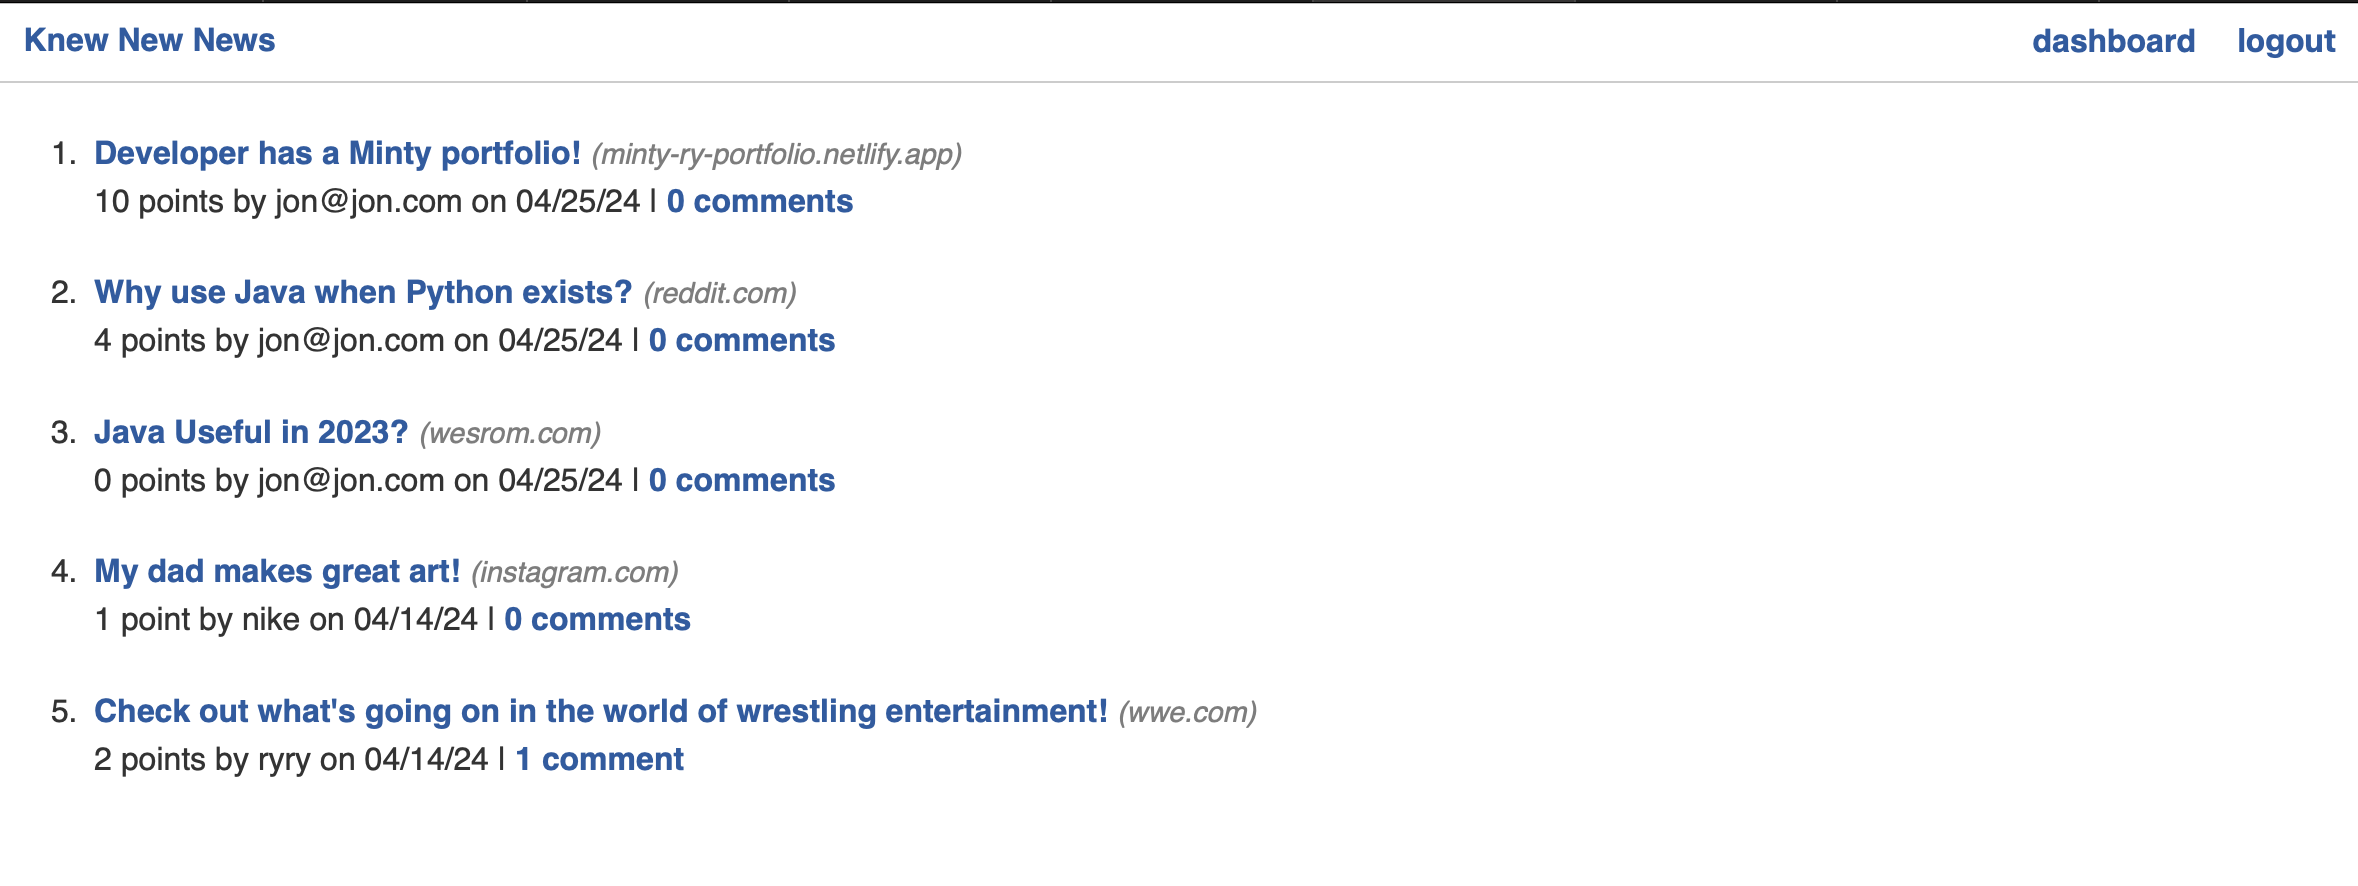 Knew New News
dashboard logout
1. Developer has a Minty portfolio! (minty-ry-portfolio.netlify.app)
10 points by jon@jon.com on 04/25/24 | 0 comments
2. Why use Java when Python exists? (reddit.com)
4 points by jon@jon.com on 04/25/24 | 0 comments
3. Java Useful in 2023? (wesrom.com)
0 points by jon@jon.com on 04/25/24 | 0 comments
4. My dad makes great art! (instagram.com)
1 point by nike on 04/14/24 | 0 comments
5. Check out what's going on in the world of wrestling entertainment! (wwe.com)
2 points by ryry on 04/14/24 | 1 comment